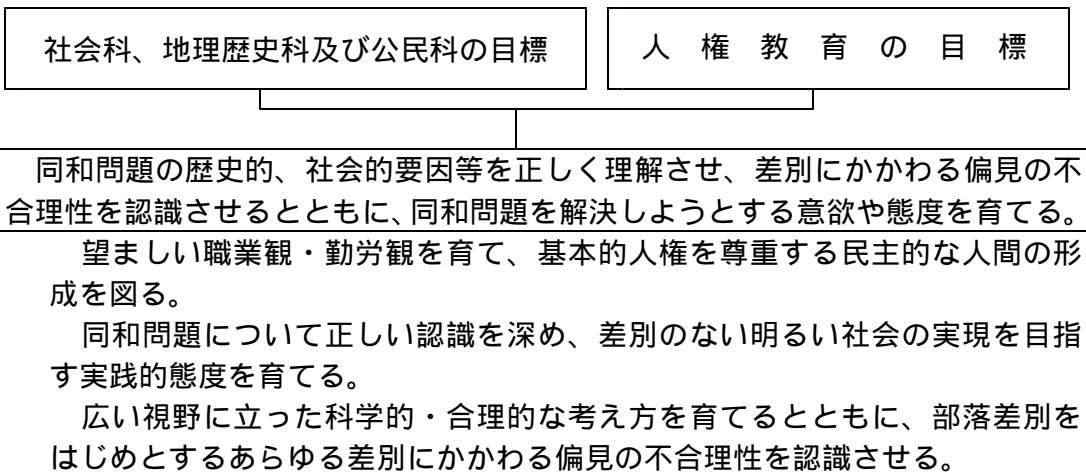 社会科、地理歴史科及び公民科の目標
人権教育の目標
同和問題の歴史的、社会的要因等を正しく理解させ、差別にかかわる偏見の不
合理性を認識させるとともに、同和問題を解決しようとする意欲や態度を育てる。
望ましい職業観・勤労観を育て、基本的人権を尊重する民主的な人間の形
成を図る。
同和問題について正しい認識を深め、差別のない明るい社会の実現を目指
す実践的態度を育てる。
広い視野に立った科学的・合理的な考え方を育てるとともに、部落差別を
はじめとするあらゆる差別にかかわる偏見の不合理性を認識させる。